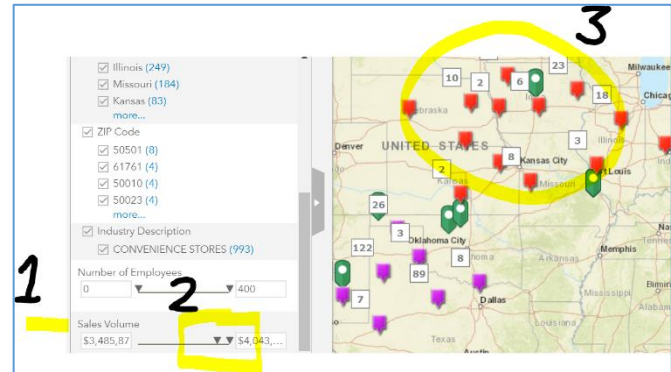 3
Illinois (249)
Missouri (184)
Kansas (83)
more...
ZIP Code
50501 (8)
61761 (4)
50010 (4)
50023 (4)
more...
Industry Description
CONVENIENCE STORES (993)
Number of Employees
0 400
1 2
Sales Volume
$3,485,87 $4,043,...
Milwaukee
23
10 2 6
18
Chicag
Denver UNITED STATES
3
Illinois
8
Kansas City
2
Kansas Missouri St Louis
26
3
Oklahoma City
122
8
89
Memphis
Arkansas
7
Dallas
Mississippi
Louisiana
Texas
Austin